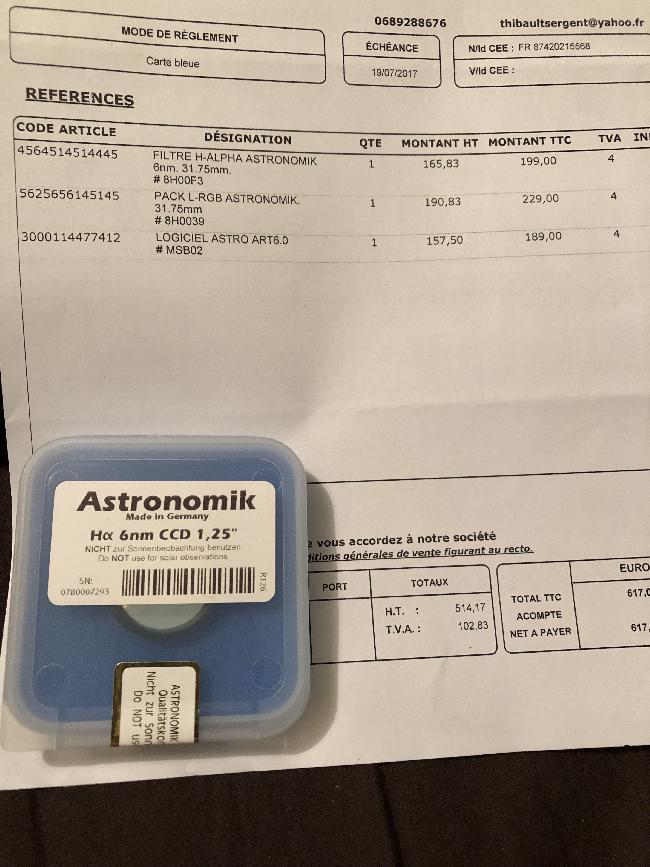 0689288676 thibaultsergent@yahoo.fr
MODE DE RÈGLEMENT
Carte bleue
ÉCHÉANCE
19/07/2017
N/Id CEE : FR 87420215568
V/Id CEE :
REFERENCES
CODE ARTICLE DÉSIGNATION QTE MONTANT HT MONTANT TTC TVA
4564514514445 FILTRE H-ALPHA ASTRONOMIK 1 165,83 199,00 4
6nm. 31.75mm.
# 8H00F3
5625656145145 PACK L-RGB ASTRONOMIK. 1 190,83 229,00 4
31.75mm
# 8H0039
3000114477412 LOGICIEL ASTRO ART6.0 1 157,50 189,00 4
# MSB02
vous accordez à notre société
générales de vente figurant au recto.
PORT TOTAUX
H.T. : 514,17
T.V.A. : 102,83
EURO
TOTAL TTC 617,0
ACOMPTE
NET A PAYER 617,
Astronomik
Made in Germany
Hα 6nm CCD 1,25"
NICHT zur Sonnenbeobachtung benutzen
Do NOT use for solar observations
SN:
0780007293
R126
ASTRONOMIK
Nicht zur
Do NOT